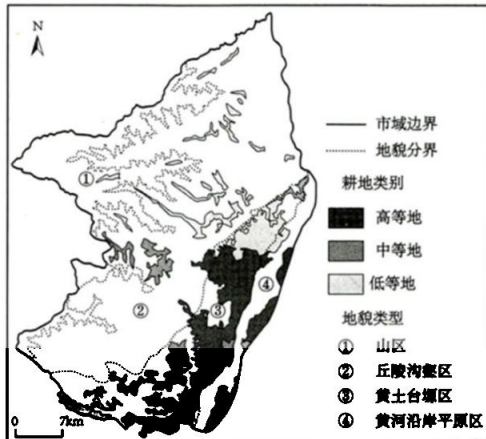 N
市域边界
地貌分界
耕地类别
高等地
中等地
低等地
地貌类型
① 山区
② 丘陵沟壑区
③ 黄土台塬区
④ 黄河沿岸平原区
①
②
③
④
0 7km